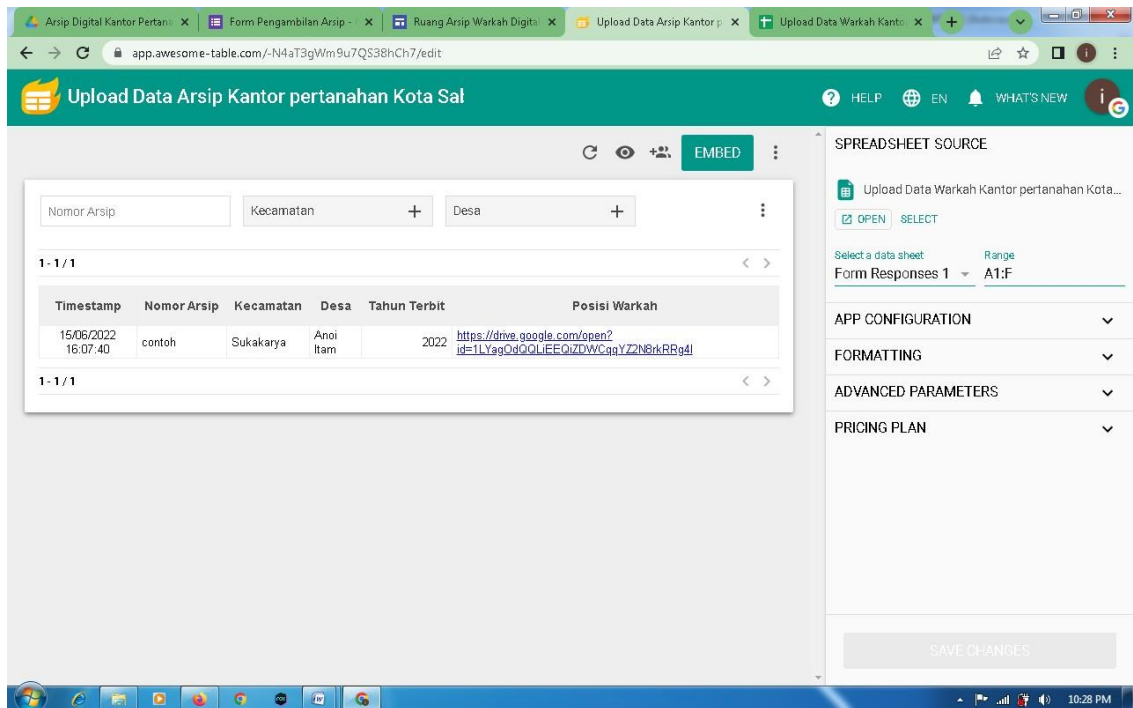 Arsip Digital Kantor Pertana
Form Pengambilan Arsip -
Ruang Arsip Warkah Digital
Upload Data Arsip Kantor p
Upload Data Warkah Kanto
app.awesome-table.com/-N4aT3gWm9u7QS38hCh7/edit
Upload Data Arsip Kantor pertanahan Kota Sal
HELP
EN
WHAT'S NEW
EMBED
Nomor Arsip
Kecamatan +
Desa +
1 - 1 / 1
Timestamp Nomor Arsip Kecamatan Desa Tahun Terbit Posisi Warkah
15/06/2022
16:07:40
contoh
Sukakarya
Anoi
Itam
2022
https://drive.google.com/open?
id=1LYagOdQQLiEEQiZDWCqqYZ2N8rkRRg4I
1 - 1 / 1
SPREADSHEET SOURCE
Upload Data Warkah Kantor pertanahan Kota...
OPEN SELECT
Select a data sheet Range
Form Responses 1 A1:F
APP CONFIGURATION
FORMATTING
ADVANCED PARAMETERS
PRICING PLAN
SAVE CHANGES
10:28 PM